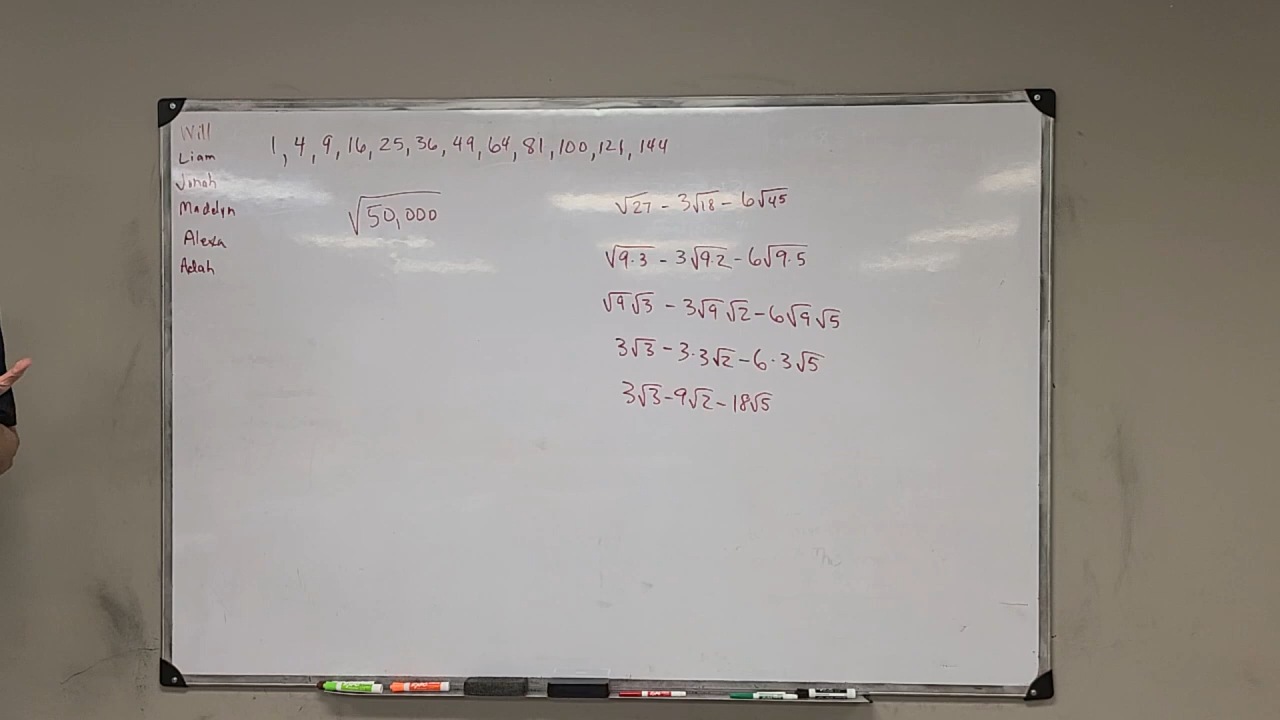 Will
Liam
Jonah
Madelyn
Alexa
Adah
1, 4, 9, 16, 25, 36, 49, 64, 81, 100, 121, 144
√50,000
√27 - 3√18 - 6√45
√9·3 - 3√9·2 - 6√9·5
√9√3 - 3√9√2 - 6√9√5
3√3 - 3·3√2 - 6·3√5
3√3 - 9√2 - 18√5